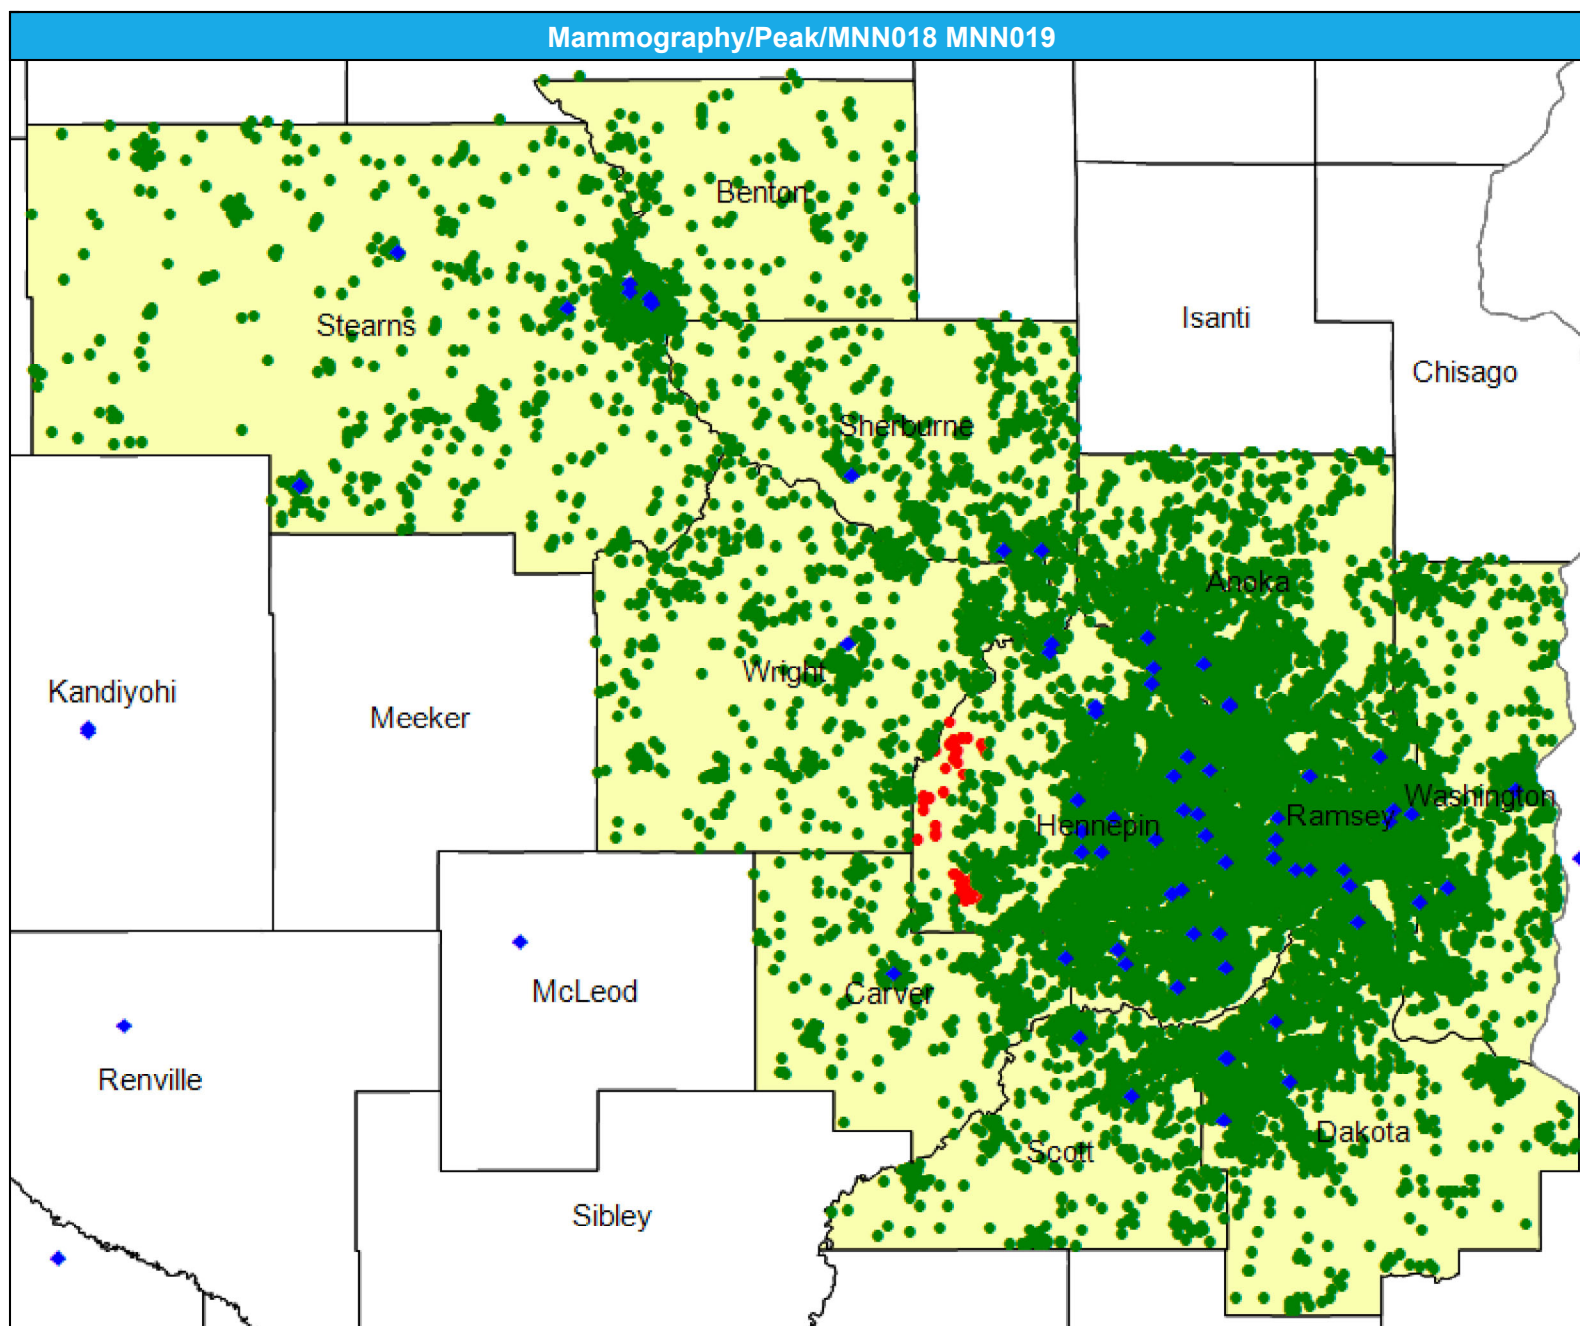 Mammography/Peak/MNN018 MNN019
Benton
Isanti
Stearns
Chisago
Sherburne
Anoka
Wright
Kandiyohi
Meeker
Washington
Ramsey
Hennepin
McLeod
Carver
Renville
Dakota
Scott
Sibley